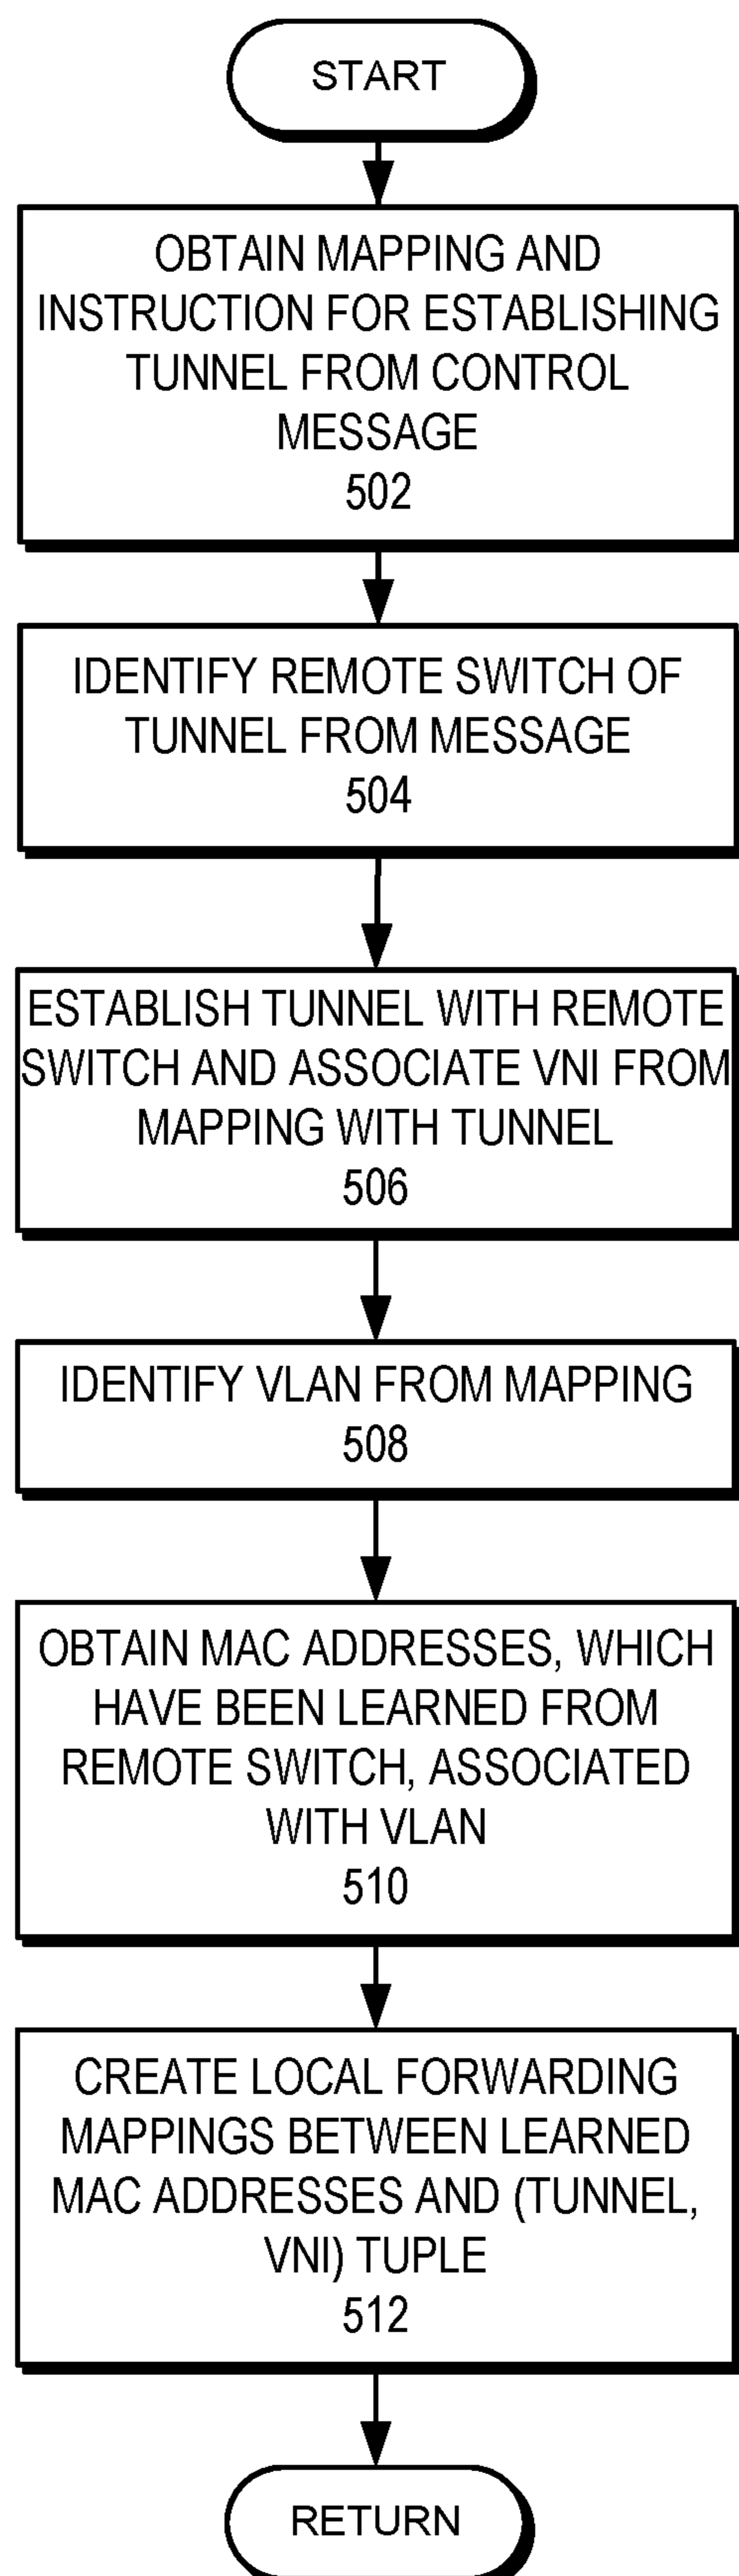 START
OBTAIN MAPPING AND
INSTRUCTION FOR ESTABLISHING
TUNNEL FROM CONTROL
MESSAGE
502
IDENTIFY REMOTE SWITCH OF
TUNNEL FROM MESSAGE
504
ESTABLISH TUNNEL WITH REMOTE
SWITCH AND ASSOCIATE VNI FROM
MAPPING WITH TUNNEL
506
IDENTIFY VLAN FROM MAPPING
508
OBTAIN MAC ADDRESSES, WHICH
HAVE BEEN LEARNED FROM
REMOTE SWITCH, ASSOCIATED
WITH VLAN
510
CREATE LOCAL FORWARDING
MAPPINGS BETWEEN LEARNED
MAC ADDRESSES AND (TUNNEL,
VNI) TUPLE
512
RETURN